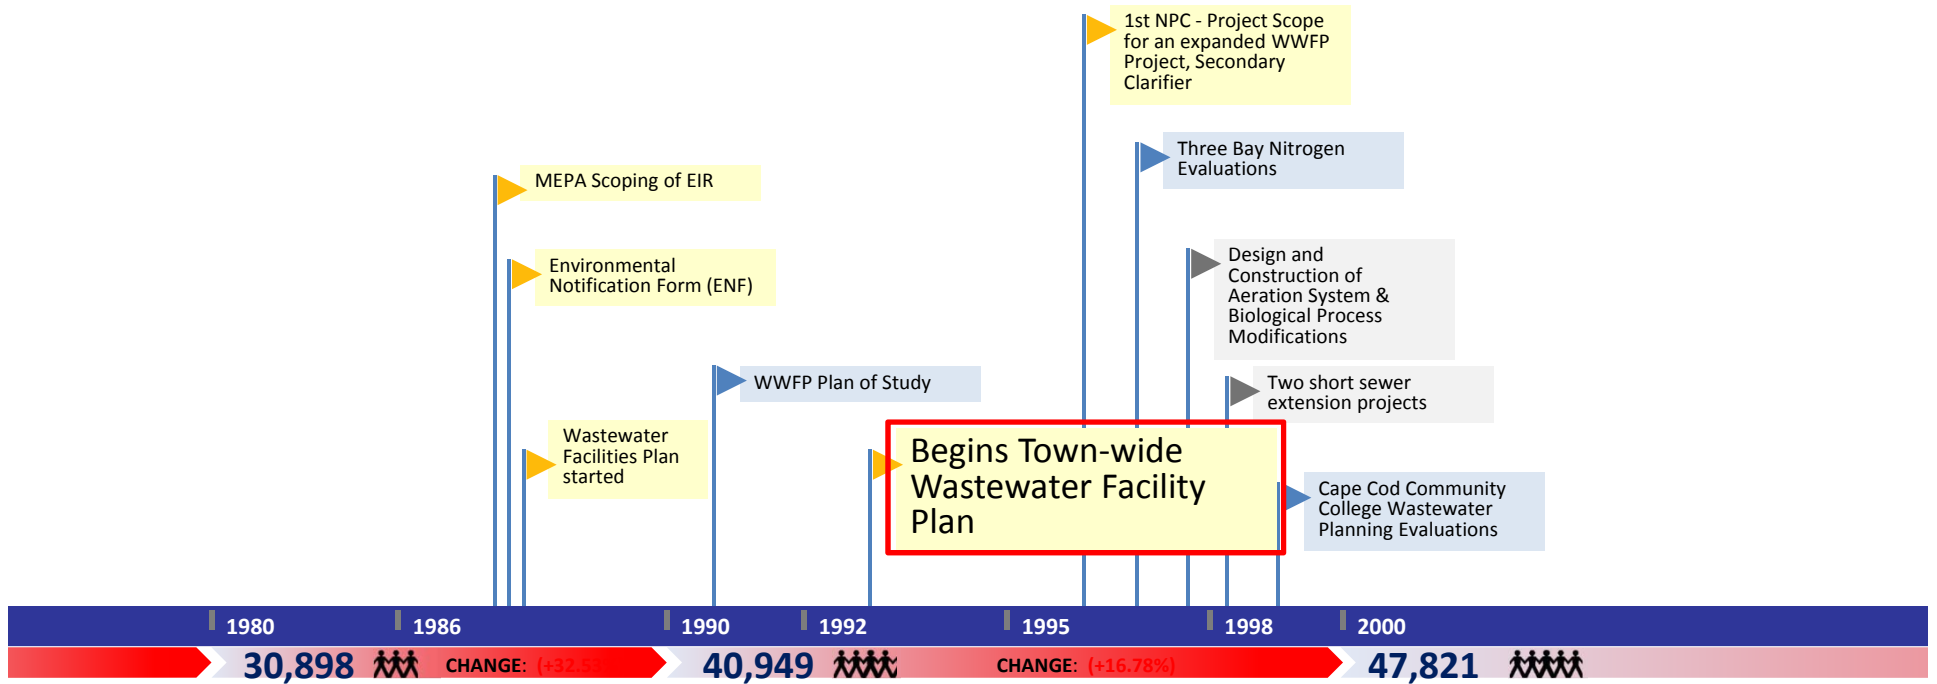 1st NPC - Project Scope
for an expanded WWFP
Project, Secondary
Clarifier
Three Bay Nitrogen
Evaluations
MEPA Scoping of EIR
Design and
Construction of
Aeration System &
Biological Process
Modifications
Environmental
Notification Form (ENF)
WWFP Plan of Study
Two short sewer
extension projects
Wastewater
Facilities Plan
started
Begins Town-wide
Wastewater Facility
Plan
Cape Cod Community
College Wastewater
Planning Evaluations
1980 1986 1990 1992 1995 1998 2000
30,898 CHANGE: (+32.53 40,949 CHANGE: (+16.78%) 47,821